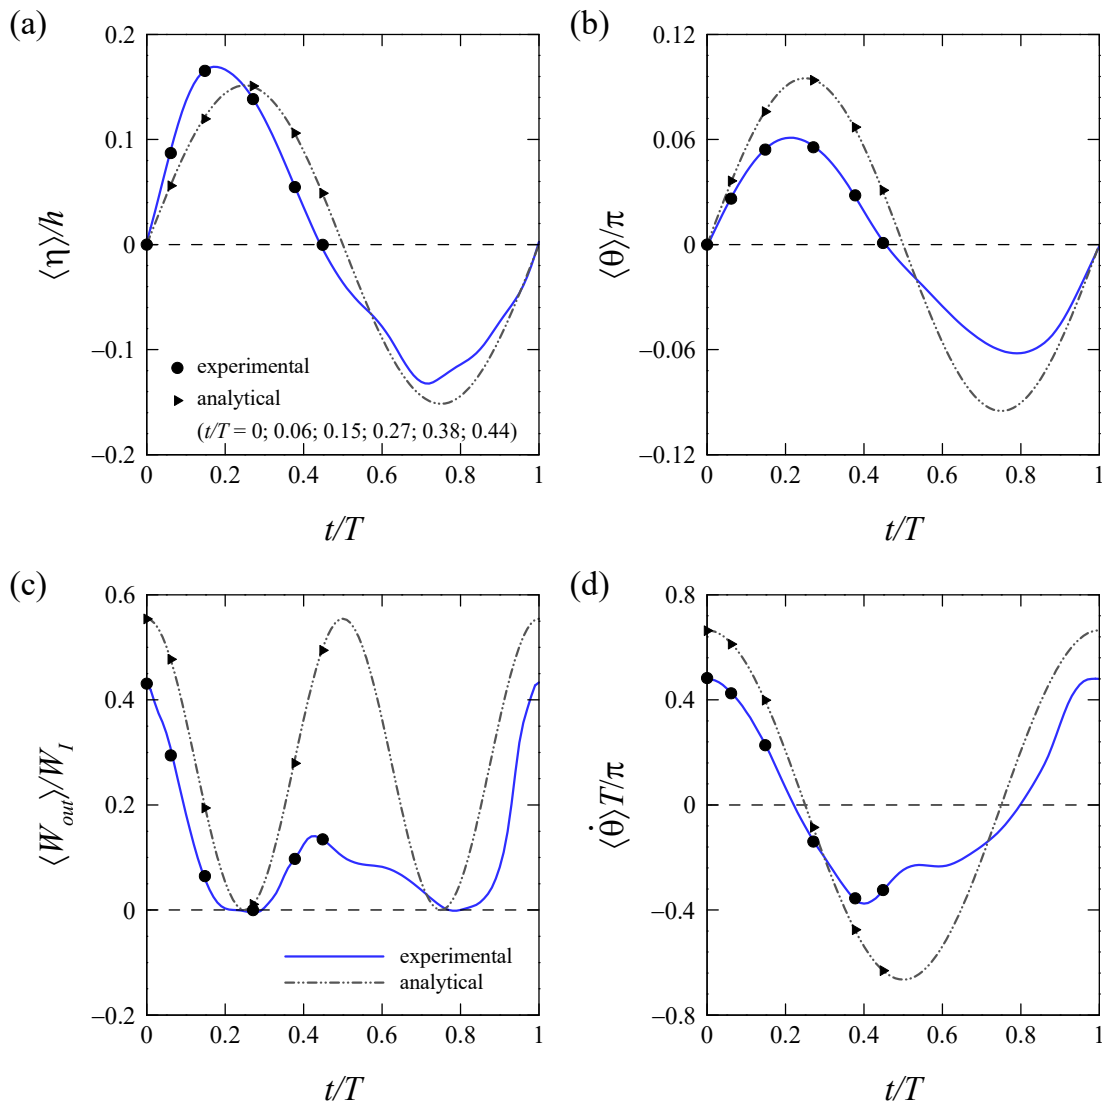 (a)
0.2
0.1
0
−0.1
−0.2
⟨η⟩/h
experimental
analytical
(t/T = 0; 0.06; 0.15; 0.27; 0.38; 0.44)
0 0.2 0.4 0.6 0.8 1
t/T
(b)
0.12
0.06
0
−0.06
−0.12
⟨θ⟩/π
0 0.2 0.4 0.6 0.8 1
t/T
(c)
0.6
0.4
0.2
0
−0.2
⟨W_out⟩/W_I
experimental
analytical
0 0.2 0.4 0.6 0.8 1
t/T
(d)
0.8
0.4
0
−0.4
−0.8
⟨θ̇⟩T/π
0 0.2 0.4 0.6 0.8 1
t/T